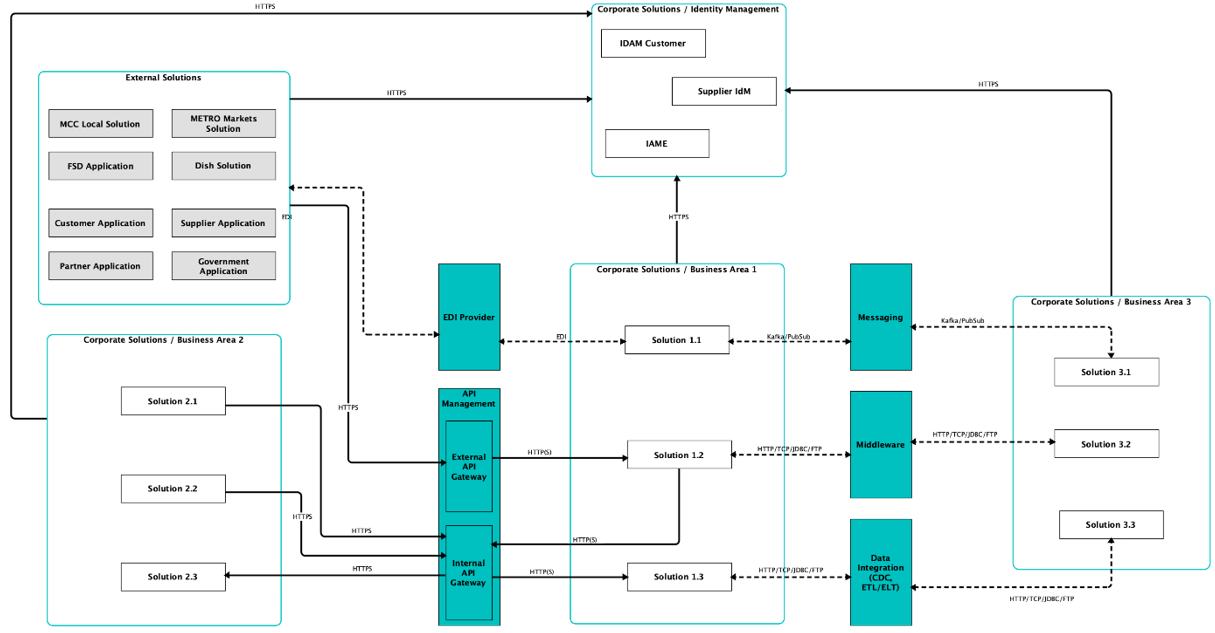 HTTPS
Corporate Solutions / Identity Management
IDAM Customer
Supplier IdM
IAME
External Solutions
MCC Local Solution
METRO Markets
Solution
FSD Application
Dish Solution
Customer Application
Supplier Application
Partner Application
Government
Application
HTTPS
HTTPS
EDI
HTTPS
EDI Provider
Corporate Solutions / Business Area 1
Messaging
Corporate Solutions / Business Area 3
Kafka/PubSub
EDI
Solution 1.1
Kafka/PubSub
Solution 3.1
Corporate Solutions / Business Area 2
Solution 2.1
HTTPS
API
Management
External
API
Gateway
HTTP(S)
Solution 1.2
HTTP/TCP/JDBC/FTP
Middleware
HTTP/TCP/JDBC/FTP
Solution 3.2
Solution 2.2
HTTPS
HTTPS
HTTP(S)
Solution 3.3
Solution 2.3
HTTPS
Internal
API
Gateway
HTTP(S)
Solution 1.3
HTTP/TCP/JDBC/FTP
Data
Integration
(CDC,
ETL/ELT)
HTTP/TCP/JDBC/FTP